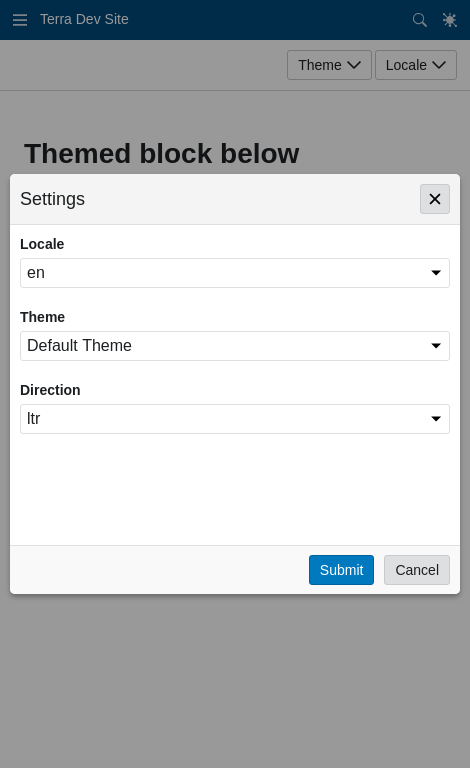 Terra Dev Site
Theme Locale
Themed block below
Settings
Locale
en
Theme
Default Theme
Direction
ltr
Submit Cancel